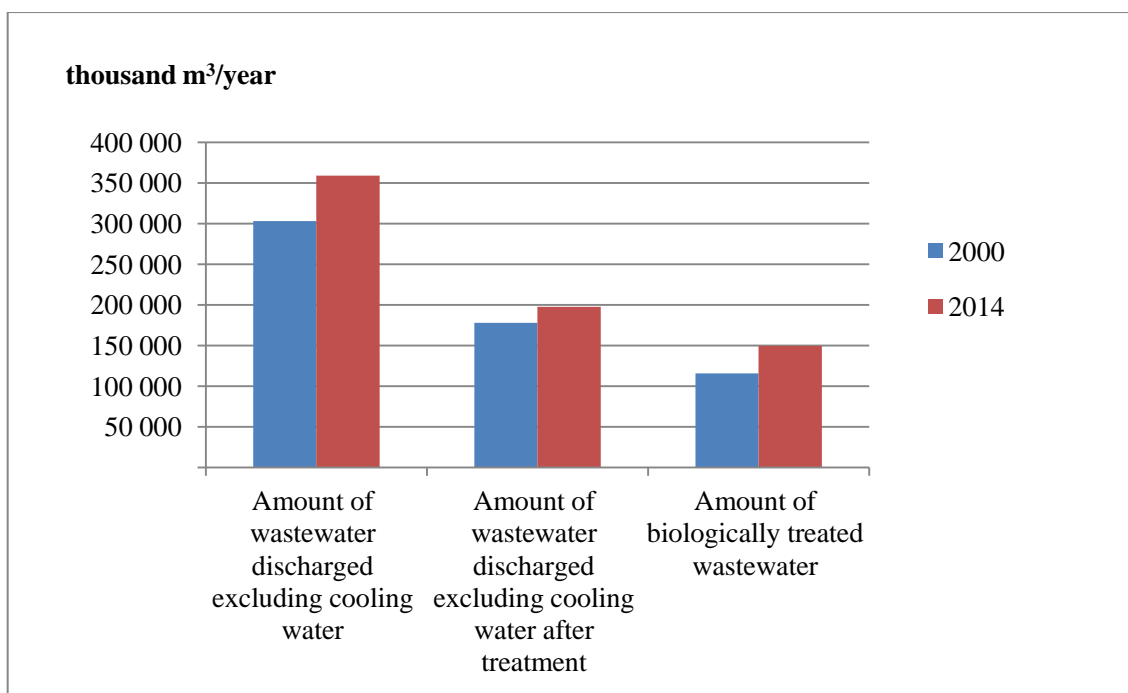 thousand m³/year
400 000
350 000
300 000
250 000
200 000
150 000
100 000
50 000
Amount of
wastewater
discharged
excluding cooling
water
Amount of
wastewater
discharged
excluding cooling
water after
treatment
Amount of
biologically treated
wastewater
2000
2014